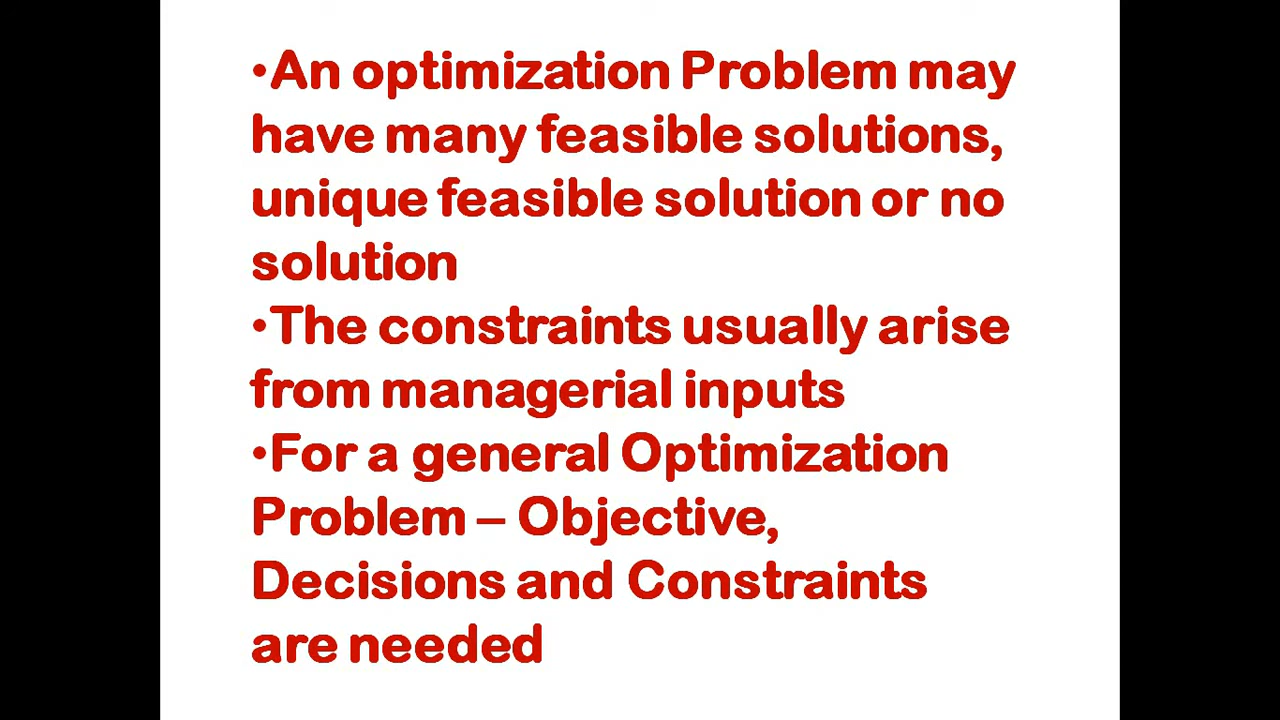 •An optimization Problem may
have many feasible solutions,
unique feasible solution or no
solution
•The constraints usually arise
from managerial inputs
•For a general Optimization
Problem – Objective,
Decisions and Constraints
are needed